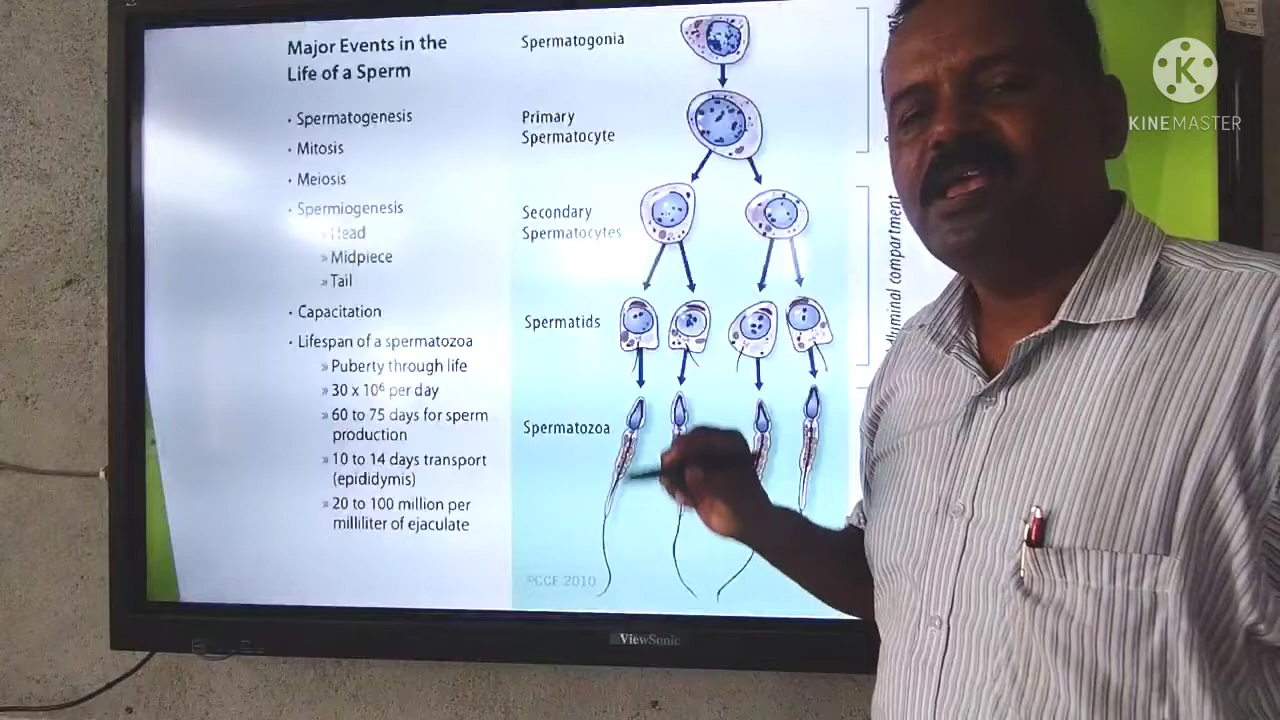 Major Events in the
Life of a Sperm
• Spermatogenesis
• Mitosis
• Meiosis
• Spermiogenesis
» Head
» Midpiece
» Tail
• Capacitation
• Lifespan of a spermatozoa
» Puberty through life
» 30 x 10⁶ per day
» 60 to 75 days for sperm
production
» 10 to 14 days transport
(epididymis)
» 20 to 100 million per
milliliter of ejaculate
Spermatogonia
Primary
Spermatocyte
Secondary
Spermatocytes
Spermatids
Spermatozoa
©CCF 2010
compartment
ViewSonic
K
KINEMASTER